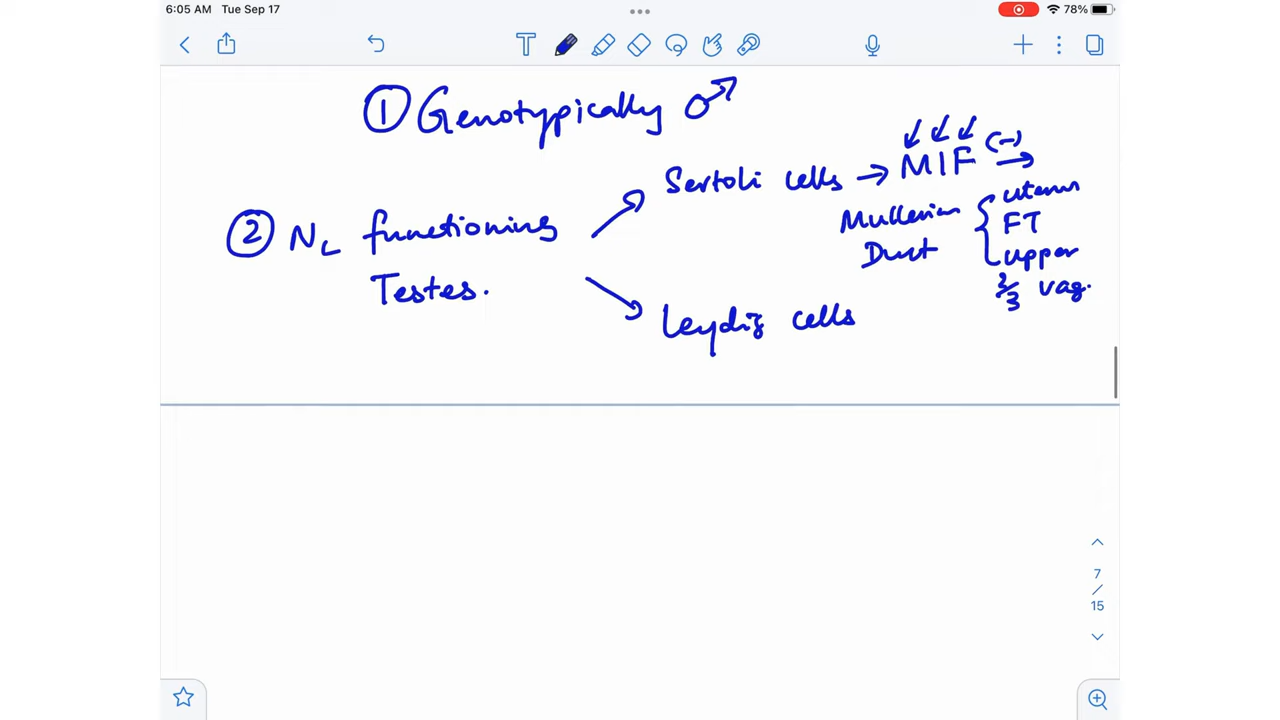 6:05 AM Tue Sep 17
78%
T
① Genotypically ♂
② NL functioning
Testes.
Sertoli cells → MIF (-) →
Mullerian
Duct
uterus
FT
upper
2/3 vag.
Leydig cells
7
/
15